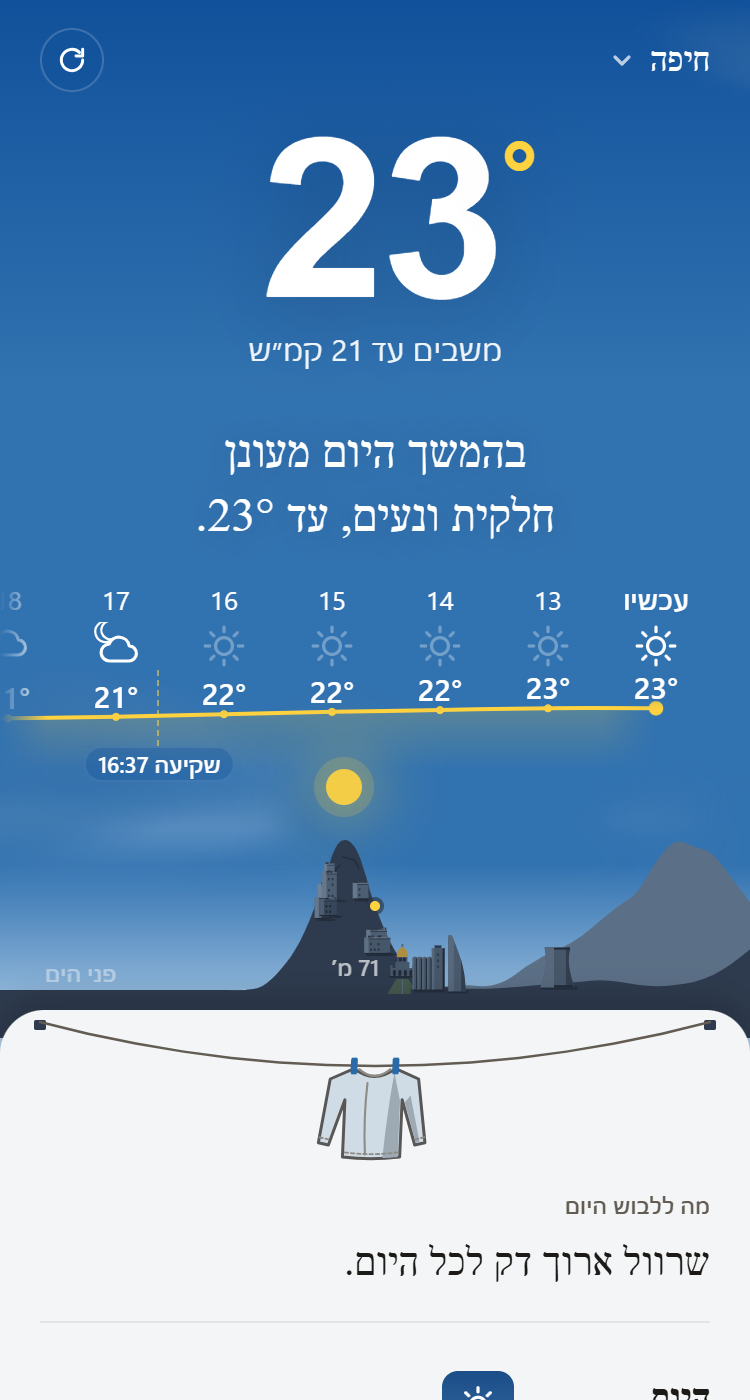 חיפה
23°
משבים עד 21 קמ״ש
בהמשך היום מעונן
חלקית ונעים, עד 23°.
עכשיו 13 14 15 16 17
23° 23° 22° 22° 22° 21°
שקיעה 16:37
71 מ׳
פני הים
מה ללבוש היום
שרוול ארוך דק לכל היום.